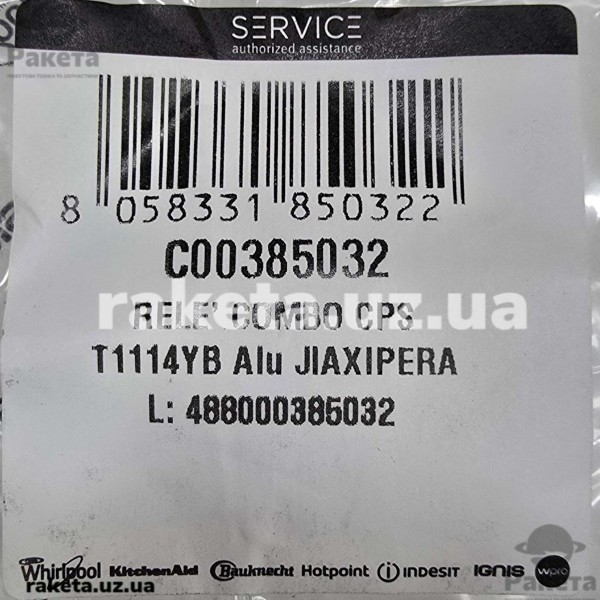 SERVICE
authorized assistance
Ракета
8 058331 850322
C00385032
raketa.uz.ua
RELE' COMBO CPS
T1114YB Alu JIAXIPERA
L: 488000385032
Whirlpool KitchenAid Bauknecht Hotpoint INDESIT IGNIS wpro
raketa.uz.ua
Ракета